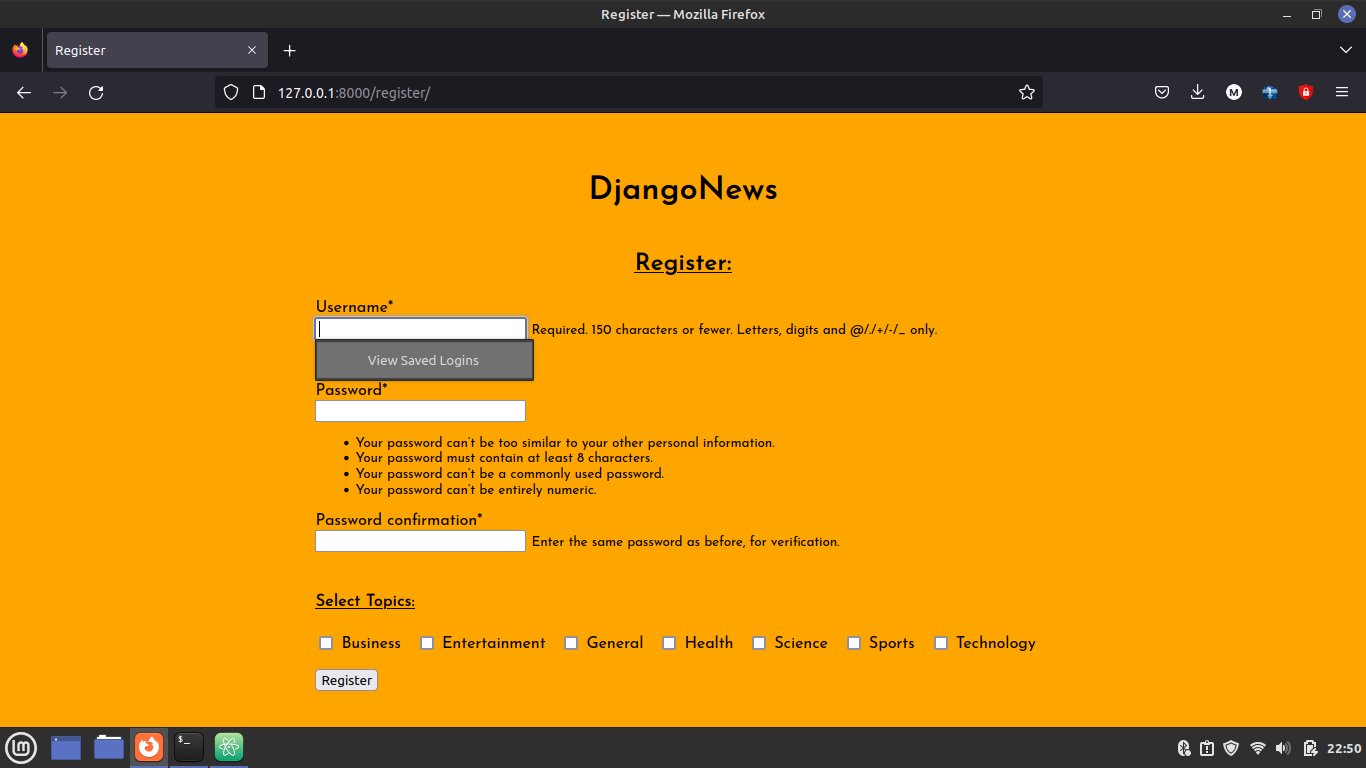 Register — Mozilla Firefox
Register
127.0.0.1:8000/register/
M
DjangoNews
Register:
Username*
Required. 150 characters or fewer. Letters, digits and @/./+/-/_ only.
View Saved Logins
Password*
Your password can't be too similar to your other personal information.
Your password must contain at least 8 characters.
Your password can't be a commonly used password.
Your password can't be entirely numeric.
Password confirmation*
Enter the same password as before, for verification.
Select Topics:
Business Entertainment General Health Science Sports Technology
Register
$_
22:50